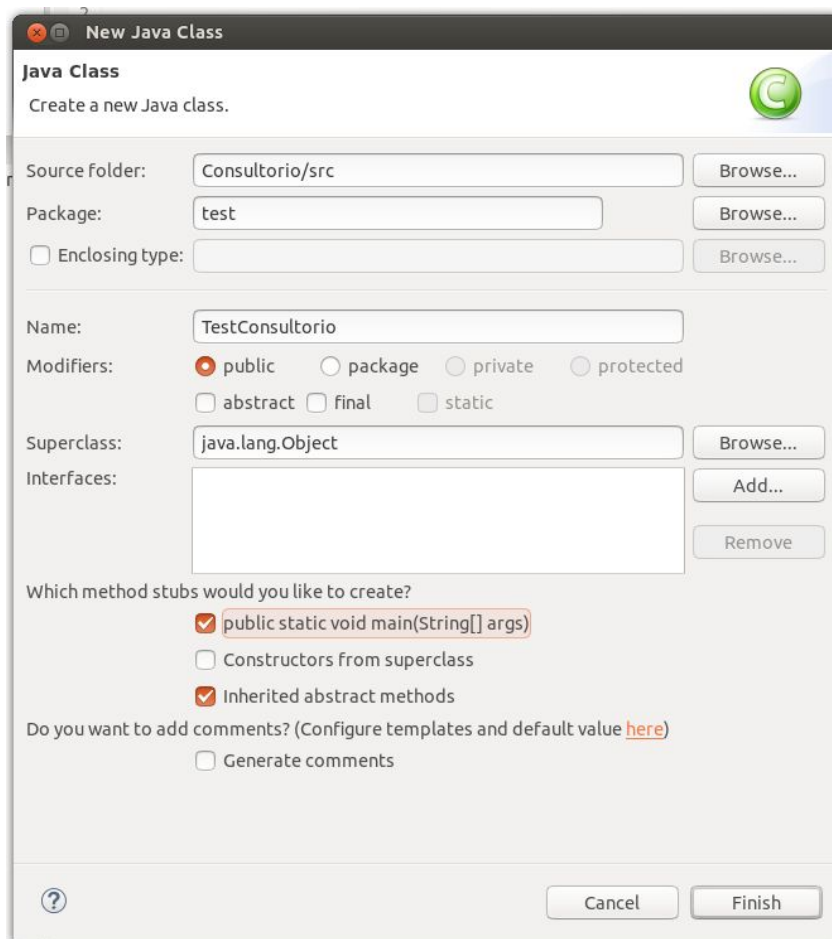 New Java Class
Java Class
Create a new Java class.
Source folder: Consultorio/src Browse...
Package: test Browse...
Enclosing type: Browse...
Name: TestConsultorio
Modifiers: public package private protected
abstract final static
Superclass: java.lang.Object Browse...
Interfaces: Add...
Remove
Which method stubs would you like to create?
public static void main(String[] args)
Constructors from superclass
Inherited abstract methods
Do you want to add comments? (Configure templates and default value here)
Generate comments
? Cancel Finish